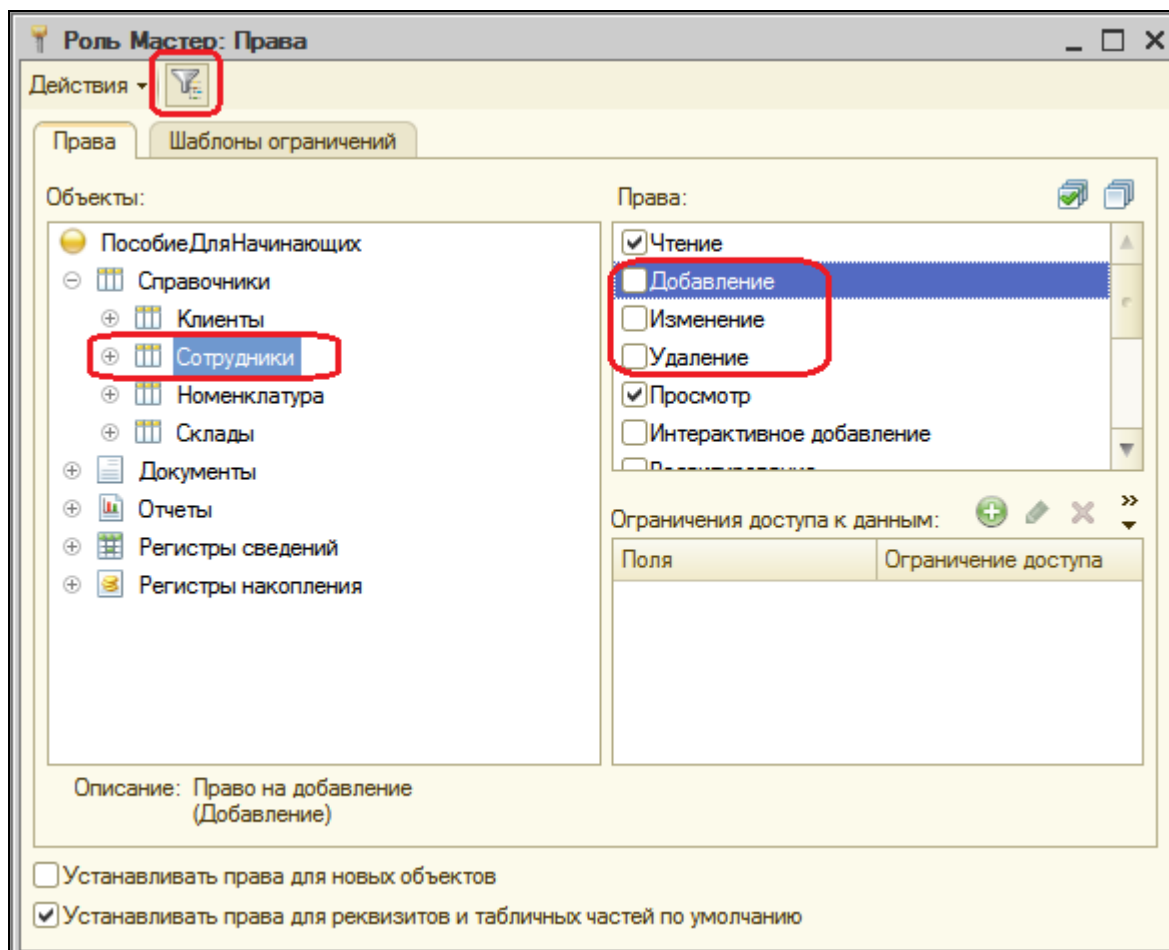 Роль Мастер: Права
Действия
Права
Шаблоны ограничений
Объекты:
ПособиеДляНачинающих
Справочники
Клиенты
Сотрудники
Номенклатура
Склады
Документы
Отчеты
Регистры сведений
Регистры накопления
Права:
Чтение
Добавление
Изменение
Удаление
Просмотр
Интерактивное добавление
Ограничения доступа к данным:
Поля
Ограничение доступа
Описание: Право на добавление
(Добавление)
Устанавливать права для новых объектов
Устанавливать права для реквизитов и табличных частей по умолчанию